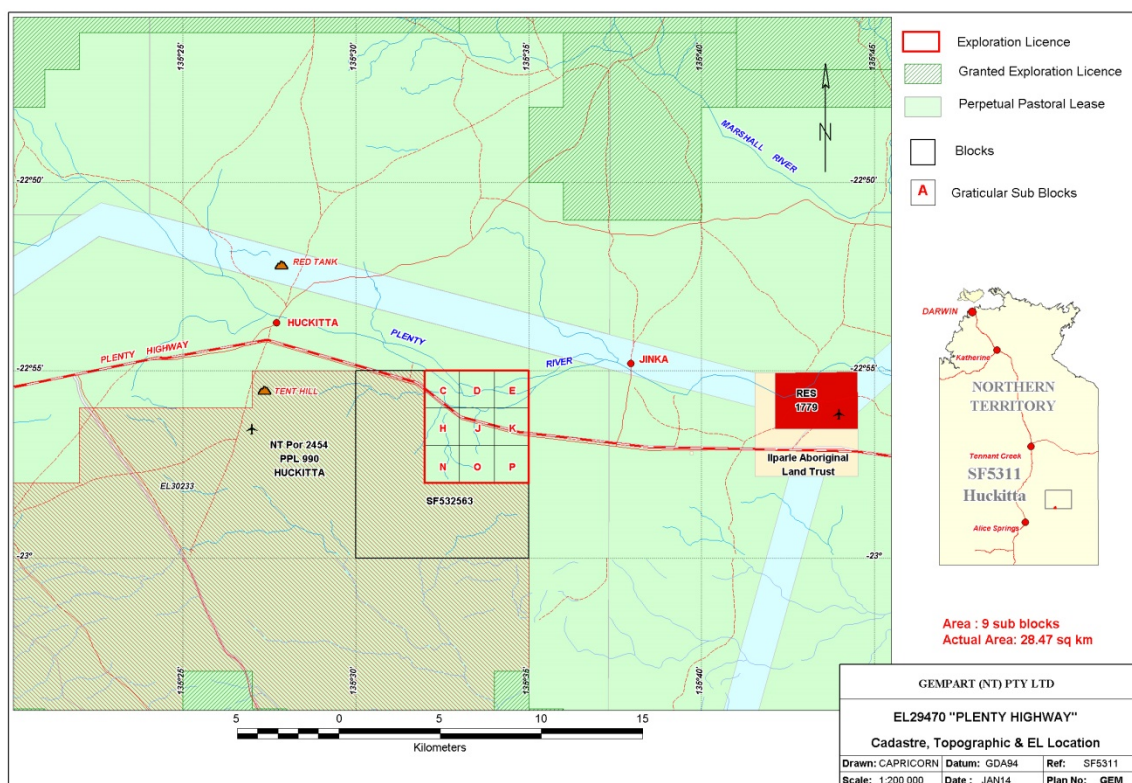 135°25'
135°30'
135°35'
135°40'
135°45'
-22°50'
-22°50'
MARSHALL RIVER
N
RED TANK
HUCKITTA
PLENTY HIGHWAY
PLENTY RIVER
JINKA
-22°55'
-22°55'
TENT HILL
C D E
H J K
N O P
RES
1779
NT Por 2454
PPL 990
HUCKITTA
Ilparle Aboriginal
Land Trust
EL30233
SF532563
-23°
-23°
135°25'
135°30'
135°35'
135°40'
5 0 5 10 15
Kilometers
Exploration Licence
Granted Exploration Licence
Perpetual Pastoral Lease
Blocks
A Graticular Sub Blocks
DARWIN
Katherine
NORTHERN
TERRITORY
Tennant Creek
SF5311
Huckitta
Alice Springs
Area : 9 sub blocks
Actual Area: 28.47 sq km
GEMPART (NT) PTY LTD
EL29470 "PLENTY HIGHWAY"
Cadastre, Topographic & EL Location
Drawn: CAPRICORN Datum: GDA94 Ref: SF5311
Scale: 1:200 000 Date : JAN14 Plan No: GEM